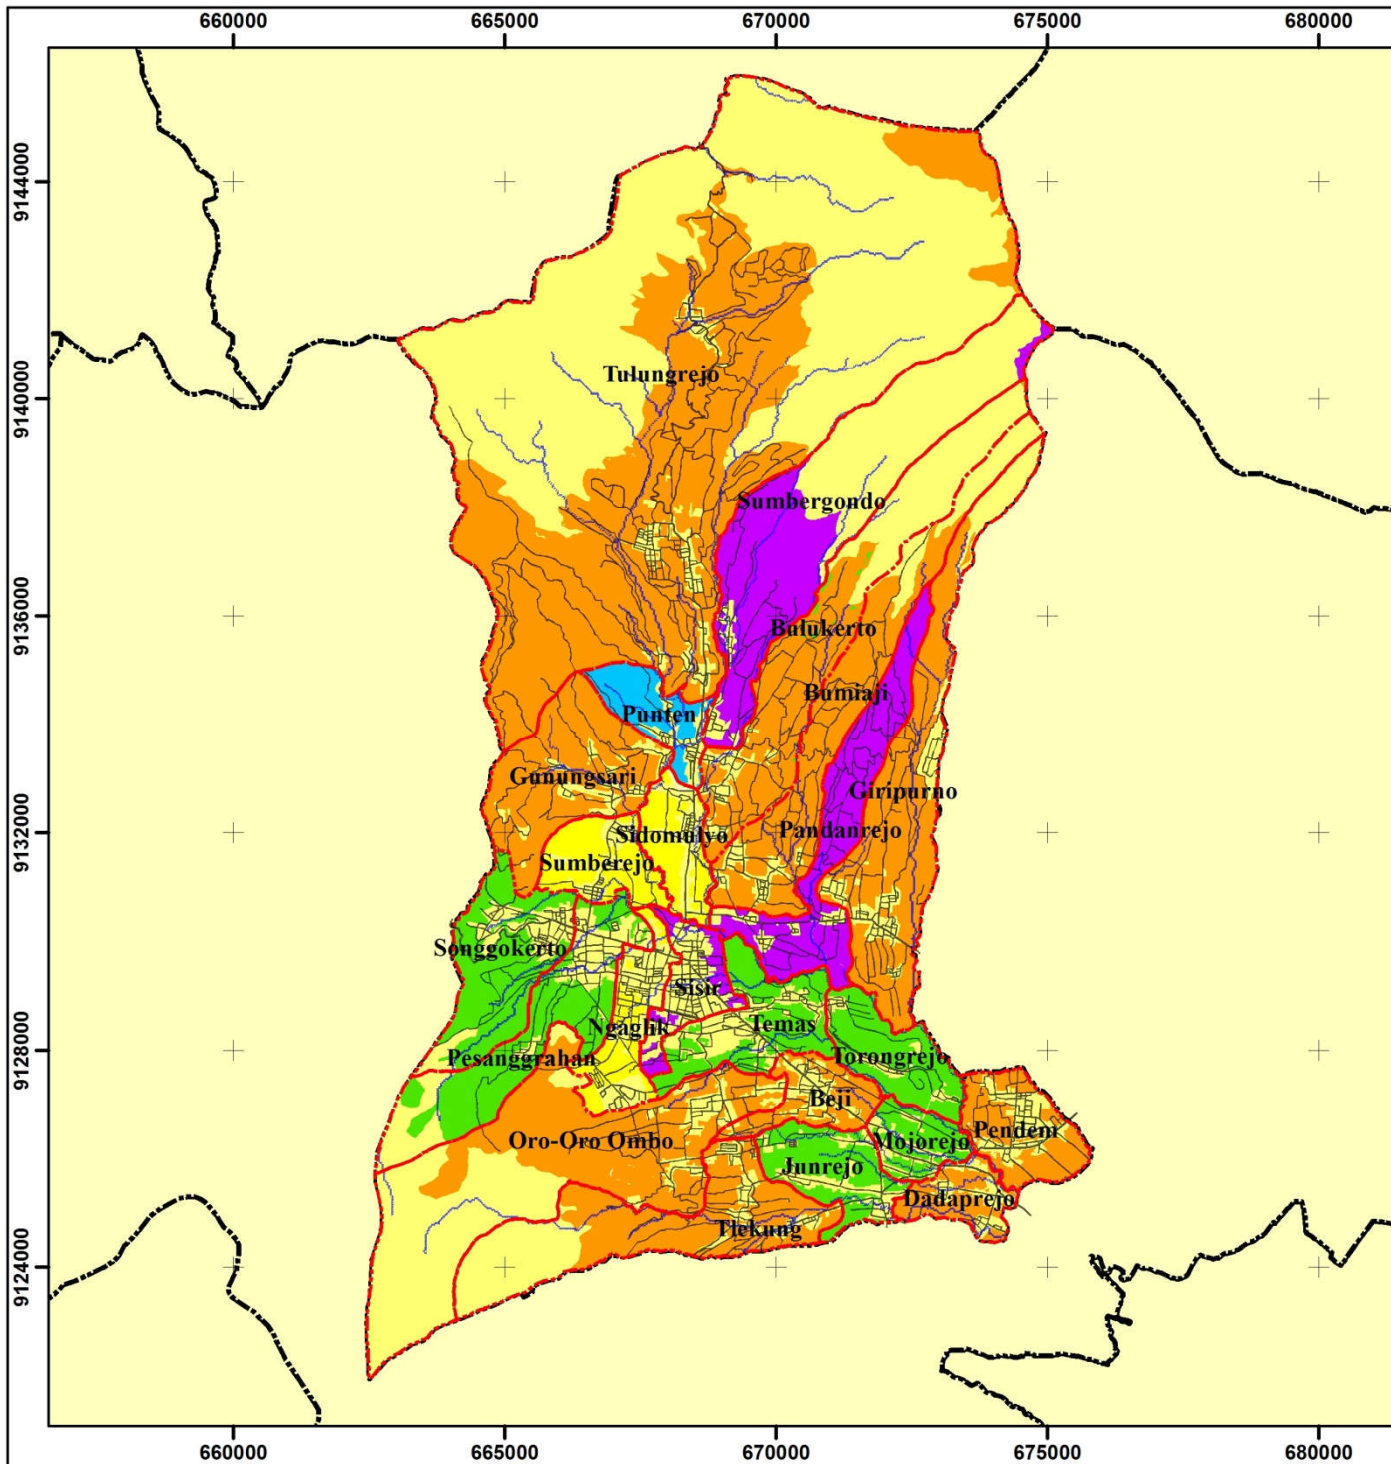 660000 665000 670000 675000 680000
9144000
Tulungrejo
9140000
Sumbergondo
9136000
Bulukerto
Bumiaji
Punten
Gunungsari
Giripurno
9132000
Sidomulyo
Pandanrejo
Sumberejo
Songgokerto
Sisir
Ngaglik
Temas
9128000
Pesanggrahan
Torongrejo
Beji
Oro-Oro Ombo
Mojorejo
Pendem
Junrejo
Dadaprejo
Tlekung
9124000
660000 665000 670000 675000 680000